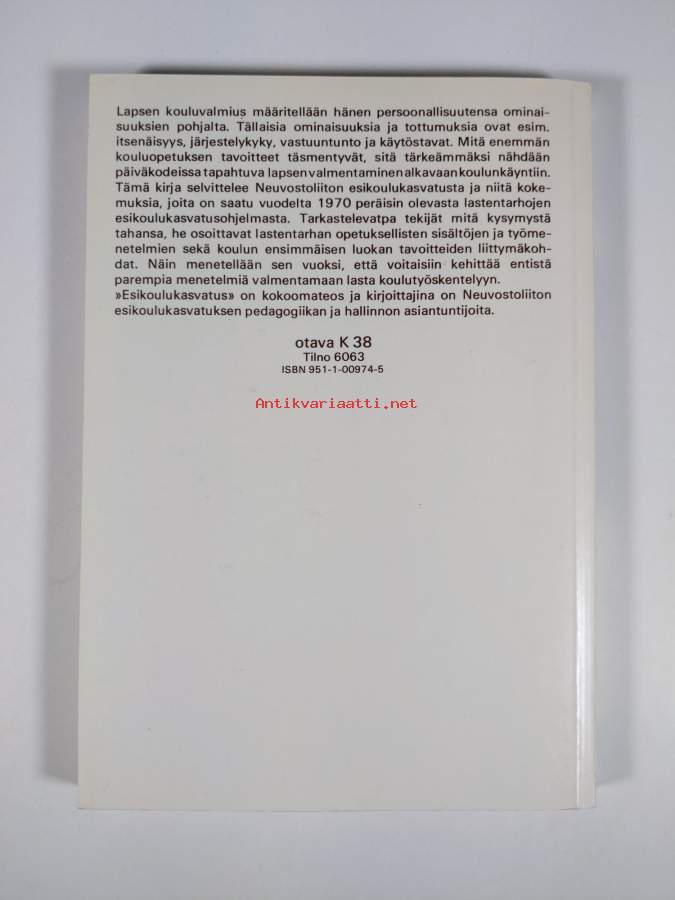 Lapsen kouluvalmius määritellään hänen persoonallisuutensa ominai-
suuksien pohjalta. Tällaisia ominaisuuksia ja tottumuksia ovat esim.
itsenäisyys, järjestelykyky, vastuuntunto ja käytöstavat. Mitä enemmän
kouluopetuksen tavoitteet täsmentyvät, sitä tärkeämmäksi nähdään
päiväkodeissa tapahtuva lapsen valmentaminen alkavaan koulunkäyntiin.
Tämä kirja selvittelee Neuvostoliiton esikoulukasvatusta ja niitä koke-
muksia, joita on saatu vuodelta 1970 peräisin olevasta lastentarhojen
esikoulukasvatusohjelmasta. Tarkastelevatpa tekijät mitä kysymystä
tahansa, he osoittavat lastentarhan opetuksellisten sisältöjen ja työme-
netelmien sekä koulun ensimmäisen luokan tavoitteiden liittymäkoh-
dat. Näin menetellään sen vuoksi, että voitaisiin kehittää entistä
parempia menetelmiä valmentamaan lasta koulutyöskentelyyn.
»Esikoulukasvatus» on kokoomateos ja kirjoittajina on Neuvostoliiton
esikoulukasvatuksen pedagogiikan ja hallinnon asiantuntijoita.
otava K 38
Tilno 6063
ISBN 951-1-00974-5
Antikvariaatti.net